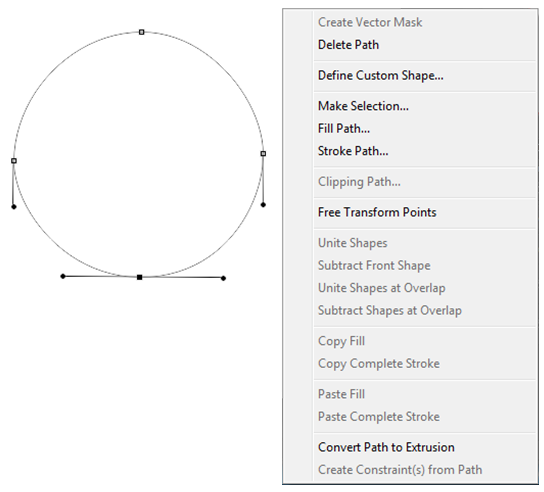 Create Vector Mask
Delete Path
Define Custom Shape...
Make Selection...
Fill Path...
Stroke Path...
Clipping Path...
Free Transform Points
Unite Shapes
Subtract Front Shape
Unite Shapes at Overlap
Subtract Shapes at Overlap
Copy Fill
Copy Complete Stroke
Paste Fill
Paste Complete Stroke
Convert Path to Extrusion
Create Constraint(s) from Path